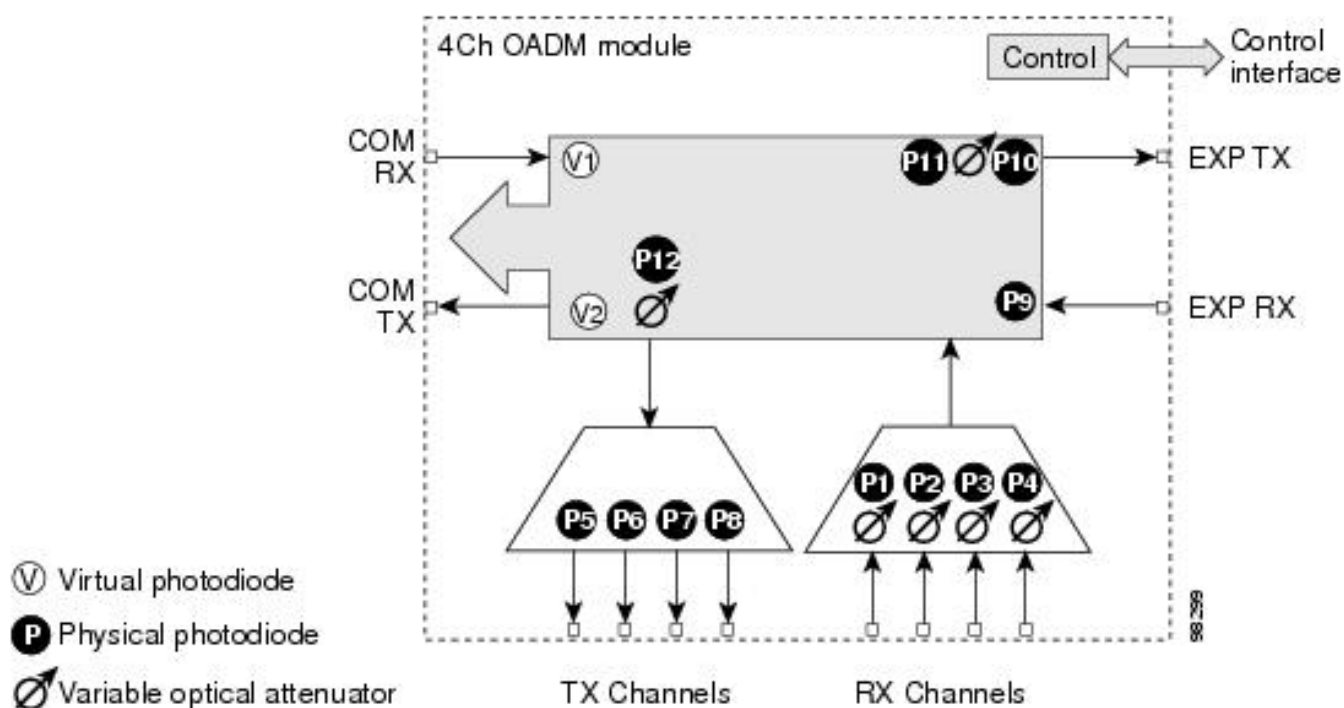 4Ch OADM module
Control
Control
interface
COM
RX
V1
P11
P10
EXP TX
P12
COM
TX
V2
P9
EXP RX
P1 P2 P3 P4
P5 P6 P7 P8
V Virtual photodiode
P Physical photodiode
Variable optical attenuator
TX Channels
RX Channels
98299